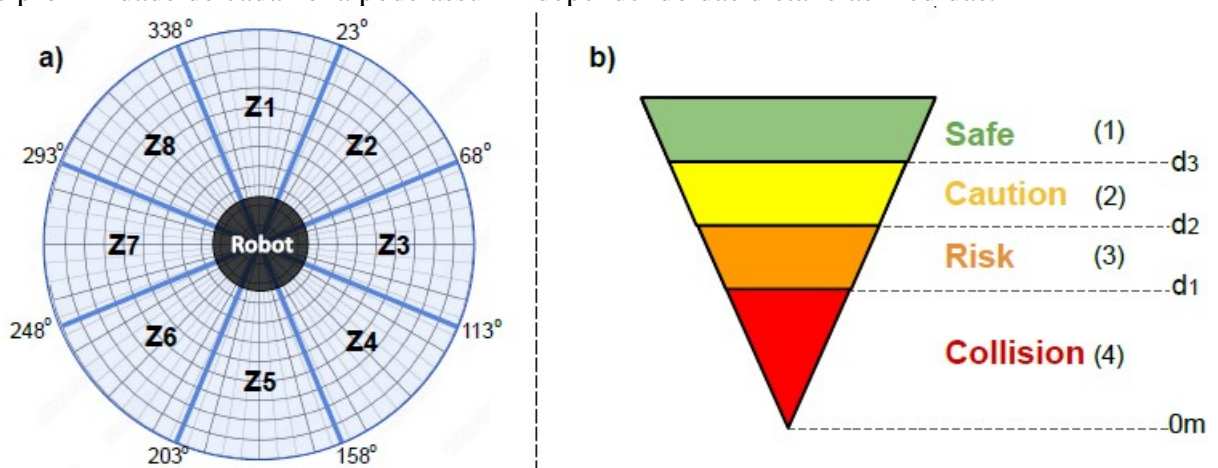 a)
338°
23°
Z1
Z8
Z2
293°
68°
Z7
Robot
Z3
248°
Z6
Z4
113°
Z5
203°
158°
b)
Safe (1)
d3
Caution (2)
d2
Risk (3)
d1
Collision (4)
0m